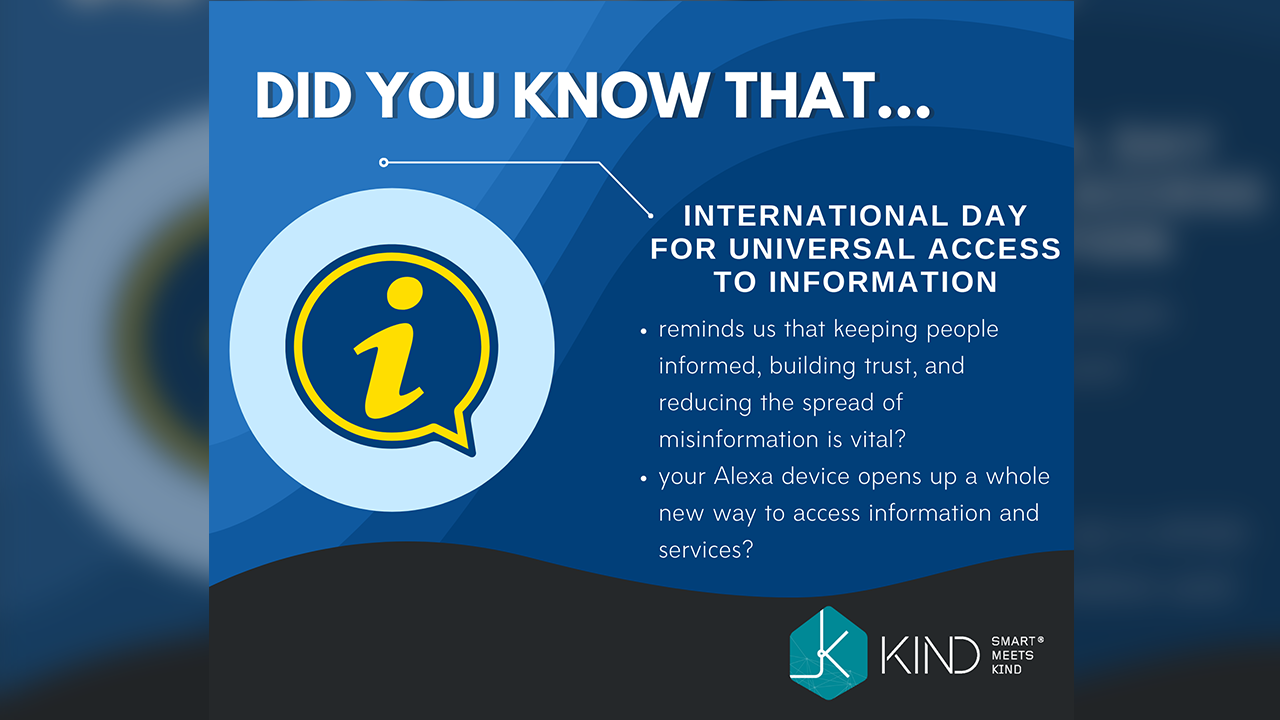 DID YOU KNOW THAT...
INTERNATIONAL DAY
FOR UNIVERSAL ACCESS
TO INFORMATION
• reminds us that keeping people
informed, building trust, and
reducing the spread of
misinformation is vital?
• your Alexa device opens up a whole
new way to access information and
services?
KIND
SMART®
MEETS
KIND